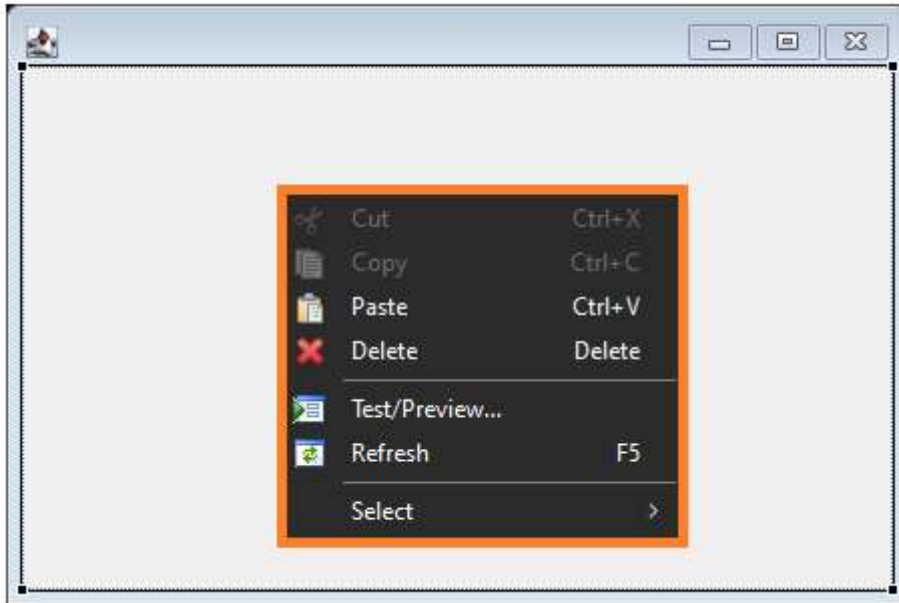 Cut Ctrl+X
Copy Ctrl+C
Paste Ctrl+V
Delete Delete
Test/Preview...
Refresh F5
Select